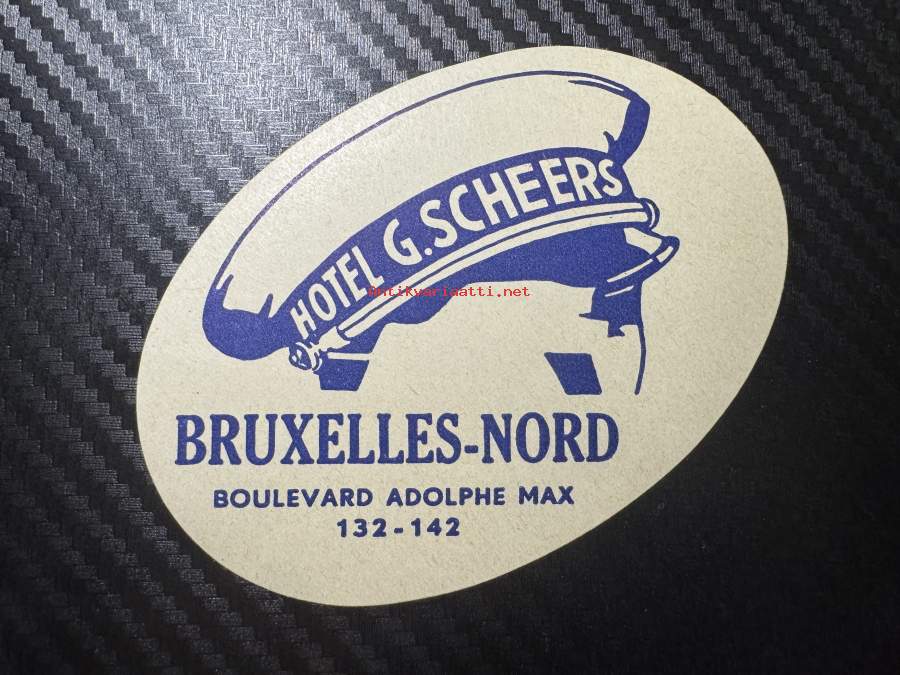 HOTEL G. SCHEERS
antikvariaatti.net
BRUXELLES-NORD
BOULEVARD ADOLPHE MAX
132-142